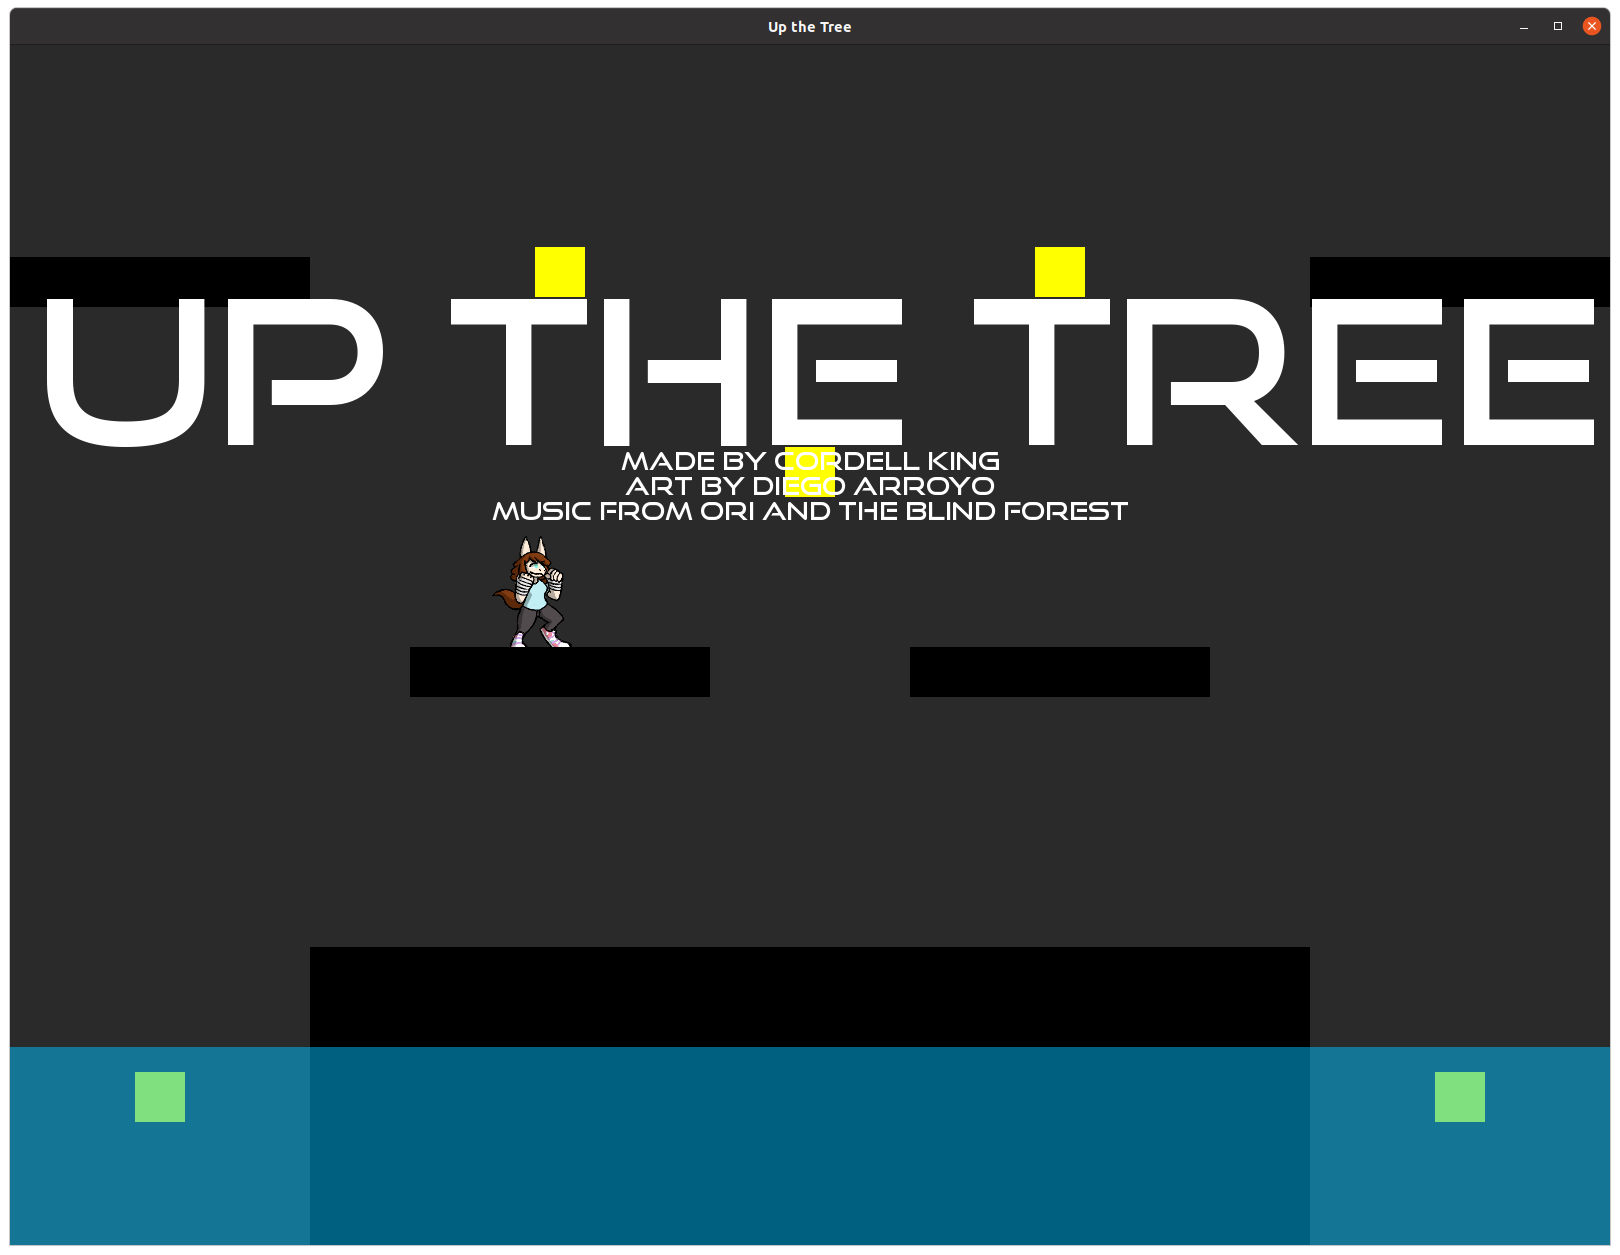 Up the Tree
UP THE TREE
MADE BY CORDELL KING
ART BY DIEGO ARROYO
MUSIC FROM ORI AND THE BLIND FOREST